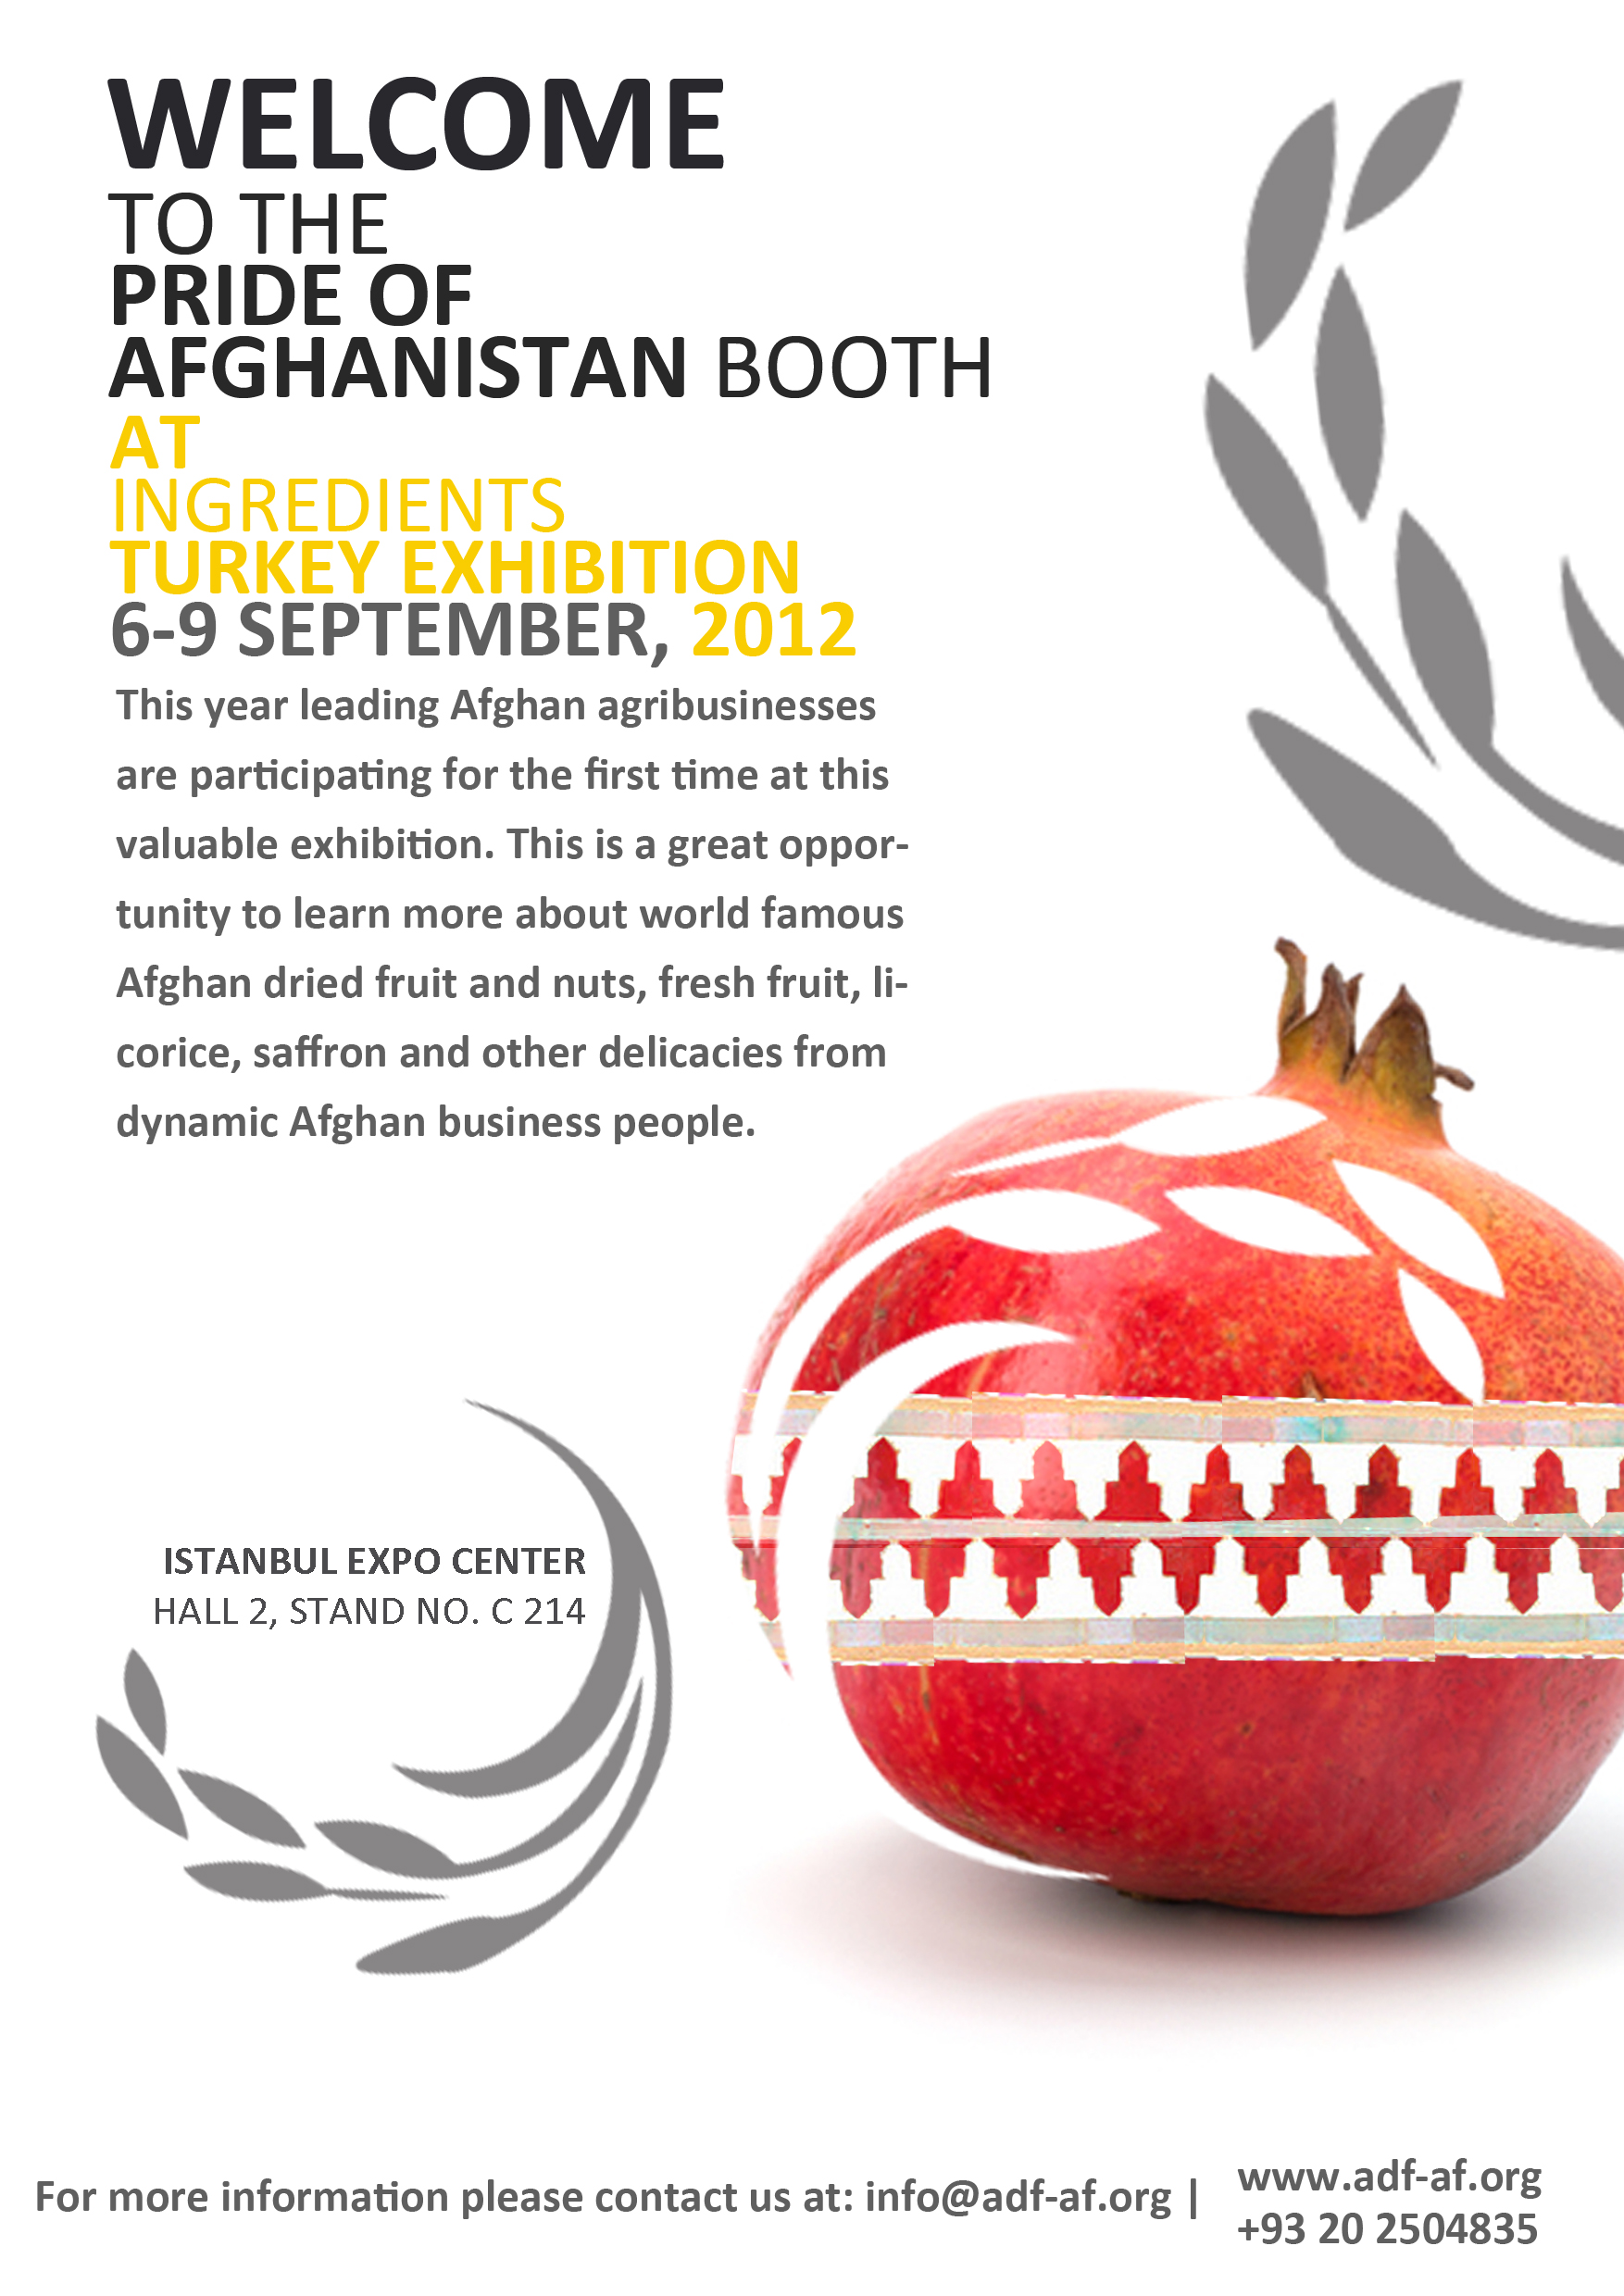 WELCOME
TO THE
PRIDE OF
AFGHANISTAN BOOTH
AT
INGREDIENTS
TURKEY EXHIBITION
6-9 SEPTEMBER, 2012
This year leading Afghan agribusinesses
are participating for the first time at this
valuable exhibition. This is a great oppor-
tunity to learn more about world famous
Afghan dried fruit and nuts, fresh fruit, li-
corice, saffron and other delicacies from
dynamic Afghan business people.
ISTANBUL EXPO CENTER
HALL 2, STAND NO. C 214
For more information please contact us at: info@adf-af.org |
www.adf-af.org
+93 20 2504835